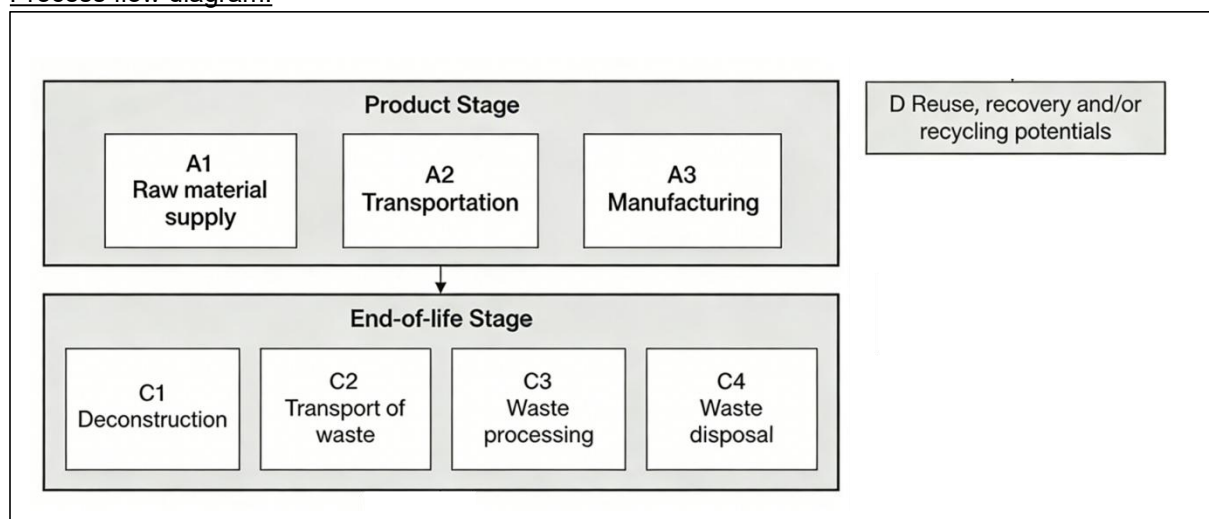 Process flow diagram:
Product Stage
A1
Raw material
supply
A2
Transportation
A3
Manufacturing
D Reuse, recovery and/or
recycling potentials
End-of-life Stage
C1
Deconstruction
C2
Transport of
waste
C3
Waste
processing
C4
Waste
disposal